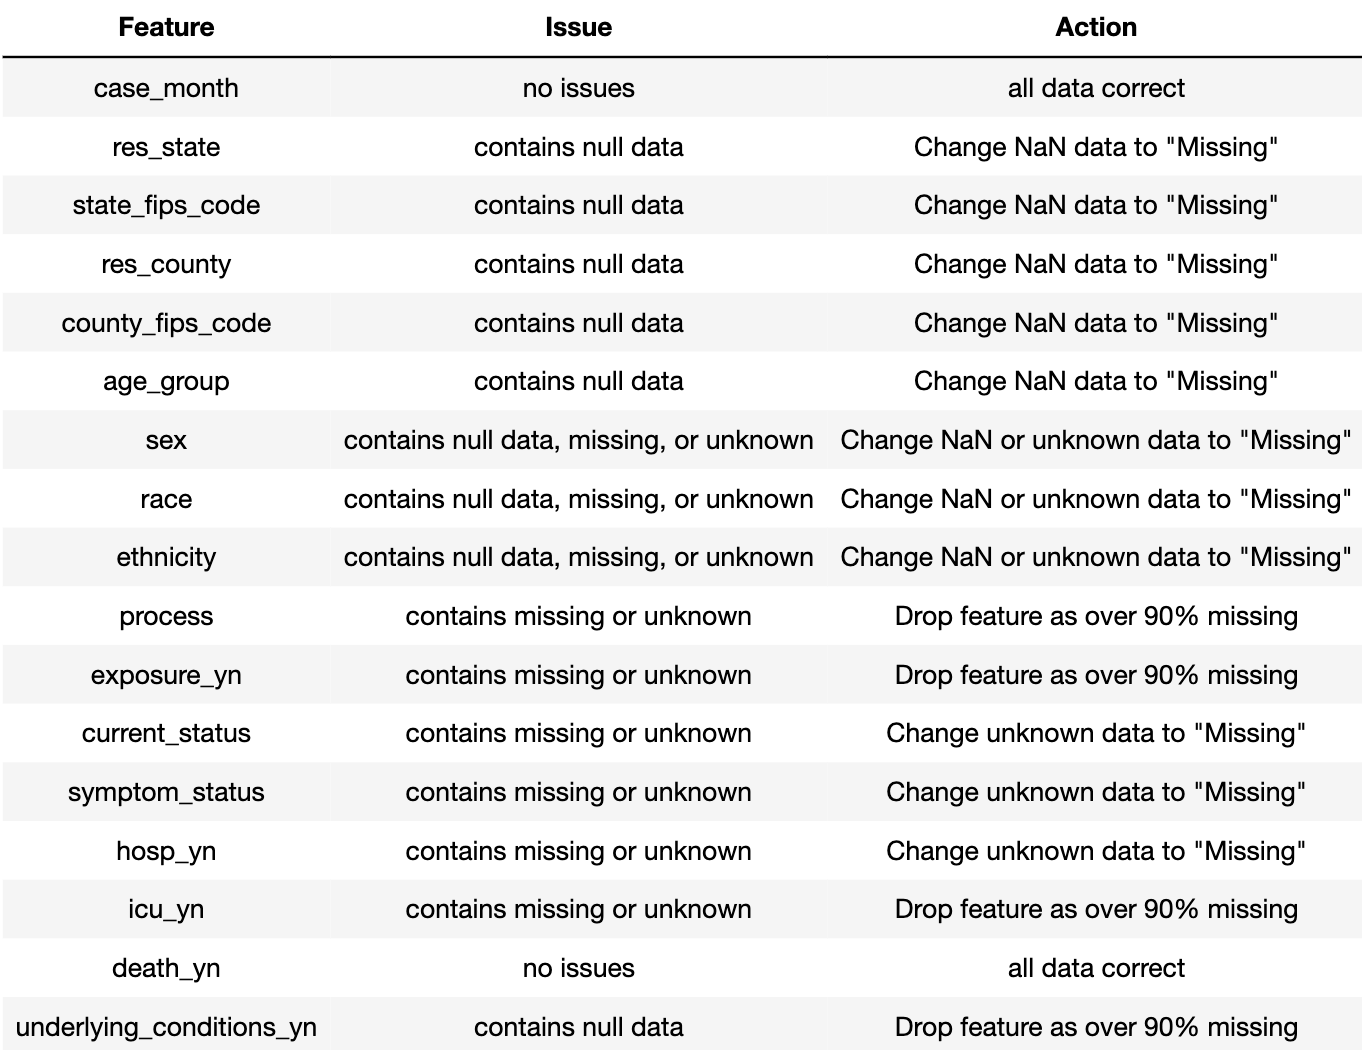 Feature Issue Action
case_month no issues all data correct
res_state contains null data Change NaN data to "Missing"
state_fips_code contains null data Change NaN data to "Missing"
res_county contains null data Change NaN data to "Missing"
county_fips_code contains null data Change NaN data to "Missing"
age_group contains null data Change NaN data to "Missing"
sex contains null data, missing, or unknown Change NaN or unknown data to "Missing"
race contains null data, missing, or unknown Change NaN or unknown data to "Missing"
ethnicity contains null data, missing, or unknown Change NaN or unknown data to "Missing"
process contains missing or unknown Drop feature as over 90% missing
exposure_yn contains missing or unknown Drop feature as over 90% missing
current_status contains missing or unknown Change unknown data to "Missing"
symptom_status contains missing or unknown Change unknown data to "Missing"
hosp_yn contains missing or unknown Change unknown data to "Missing"
icu_yn contains missing or unknown Drop feature as over 90% missing
death_yn no issues all data correct
underlying_conditions_yn contains null data Drop feature as over 90% missing